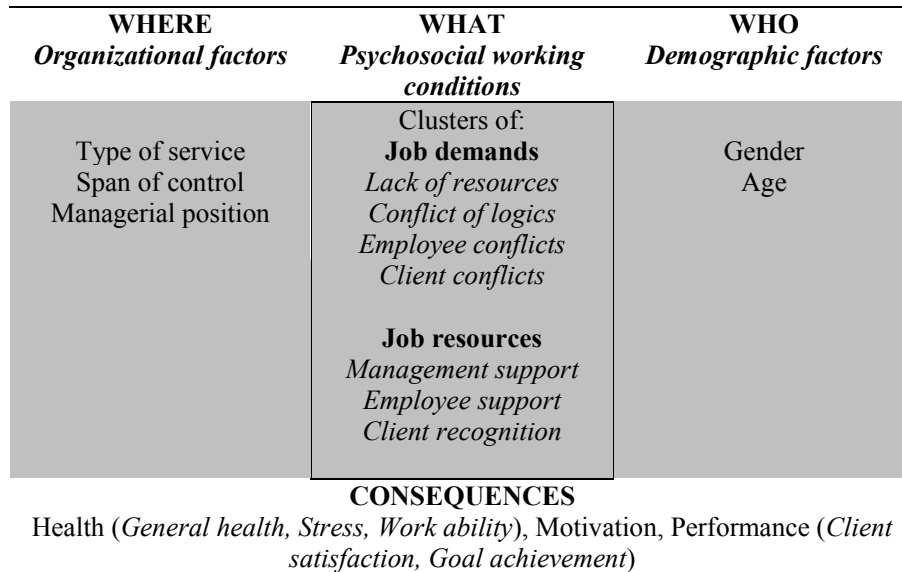 WHERE
Organizational factors
Type of service
Span of control
Managerial position
WHAT
Psychosocial working
conditions
Clusters of:
Job demands
Lack of resources
Conflict of logics
Employee conflicts
Client conflicts
Job resources
Management support
Employee support
Client recognition
WHO
Demographic factors
Gender
Age
CONSEQUENCES
Health (General health, Stress, Work ability), Motivation, Performance (Client
satisfaction, Goal achievement)